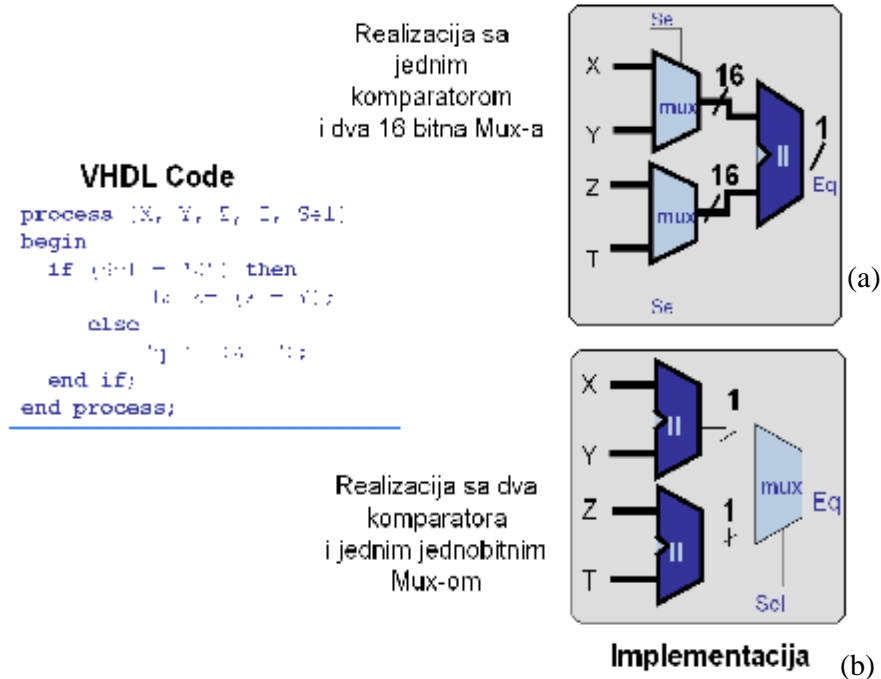 Realizacija sa
jednim
komparatorom
i dva 16 bitna Mux-a
VHDL Code
process (X, Y, Z, T, Sel)
begin
if then
else
end if;
end process;
Se
X
Y
Z
T
mux
mux
16
16
1
Eq
Se
(a)
Realizacija sa dva
komparatora
i jednim jednobitnim
Mux-om
X
Y
Z
T
1
1
mux
Eq
Sel
Implementacija
(b)